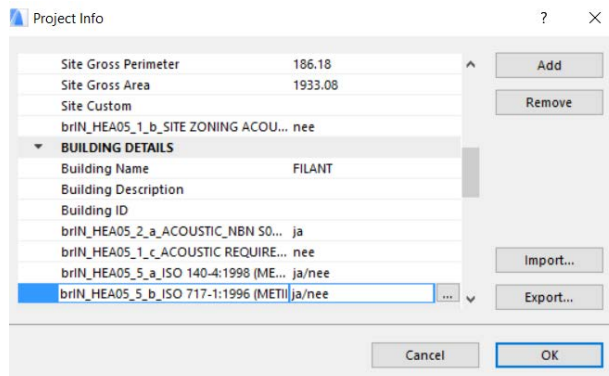 Project Info ? ×
Site Gross Perimeter 186.18
Site Gross Area 1933.08
Site Custom
brIN_HEA05_1_b_SITE ZONING ACOU... nee
BUILDING DETAILS
Building Name FILANT
Building Description
Building ID
brIN_HEA05_2_a_ACOUSTIC_NBN S0... ja
brIN_HEA05_1_c_ACOUSTIC REQUIRE... nee
brIN_HEA05_5_a_ISO 140-4:1998 (ME... ja/nee
brIN_HEA05_5_b_ISO 717-1:1996 (METI ja/nee ...
Add
Remove
Import...
Export...
Cancel OK